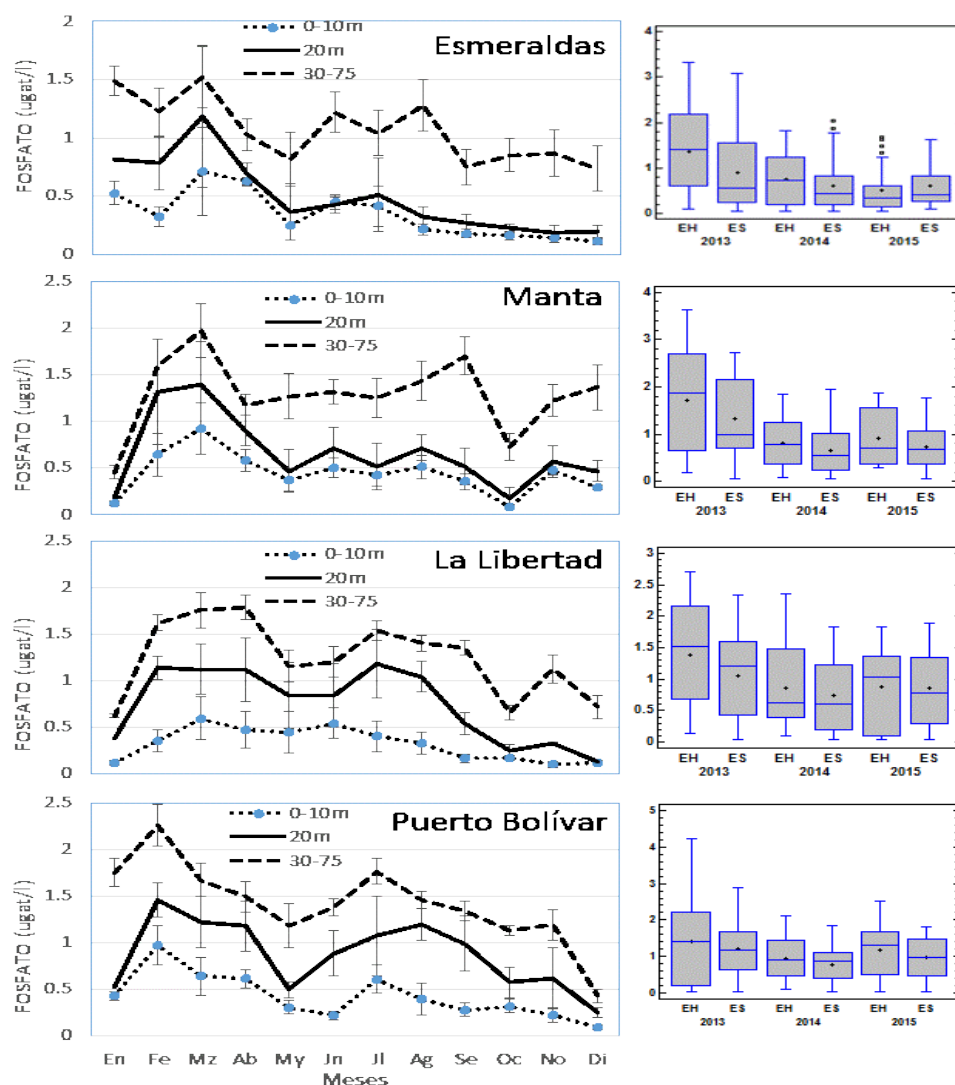 Esmeraldas
0-10m
20m
30-75
FOSFATO (ugat/l)
2
1.5
1
0.5
0
4
3
2
1
0
EH ES EH ES EH ES
2013 2014 2015
Manta
0-10m
20m
30-75
FOSFATO (ugat/l)
2.5
2
1.5
1
0.5
0
4
3
2
1
0
EH ES EH ES EH ES
2013 2014 2015
La Libertad
0-10m
20m
30-75
FOSFATO (ugat/l)
2.5
2
1.5
1
0.5
0
3
2.5
2
1.5
1
0.5
0
EH ES EH ES EH ES
2013 2014 2015
Puerto Bolívar
0-10m
20m
30-75
FOSFATO (ugat/l)
2.5
2
1.5
1
0.5
0
En Fe Mz Ab My Jn Jl Ag Se Oc No Di
Meses
5
4
3
2
1
0
EH ES EH ES EH ES
2013 2014 2015